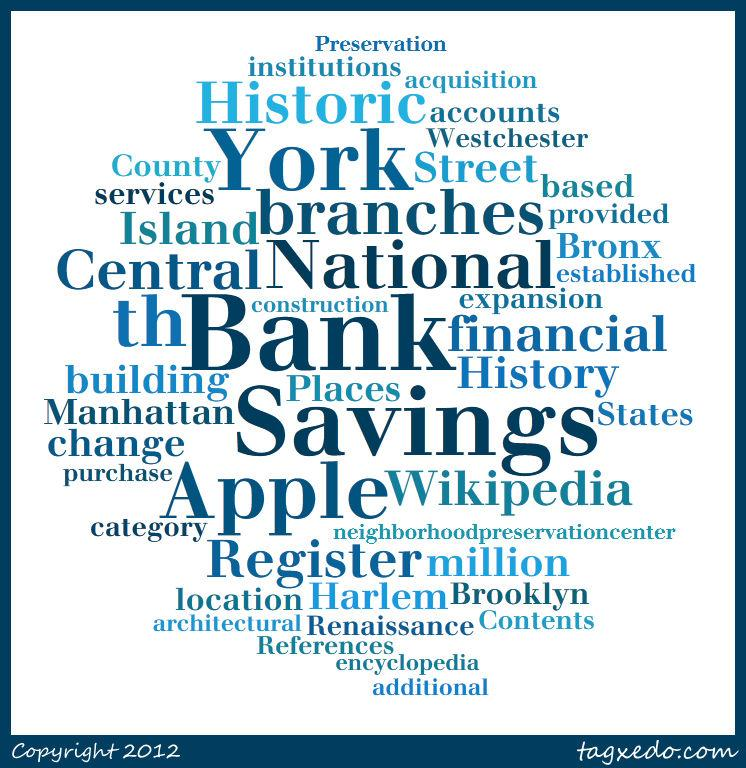 Preservation
institutions
acquisition
Historic
accounts
Westchester
York
County
Street
services
based
branches
provided
Island
National
Bronx
Central
established
construction
expansion
th
Bank
financial
building
Places
History
Manhattan
Savings
States
change
purchase
Apple
Wikipedia
category
neighborhoodpreservationcenter
Register
million
location
Harlem
Brooklyn
architectural
Renaissance
Contents
References
encyclopedia
additional
Copyright 2012
tagxedo.com